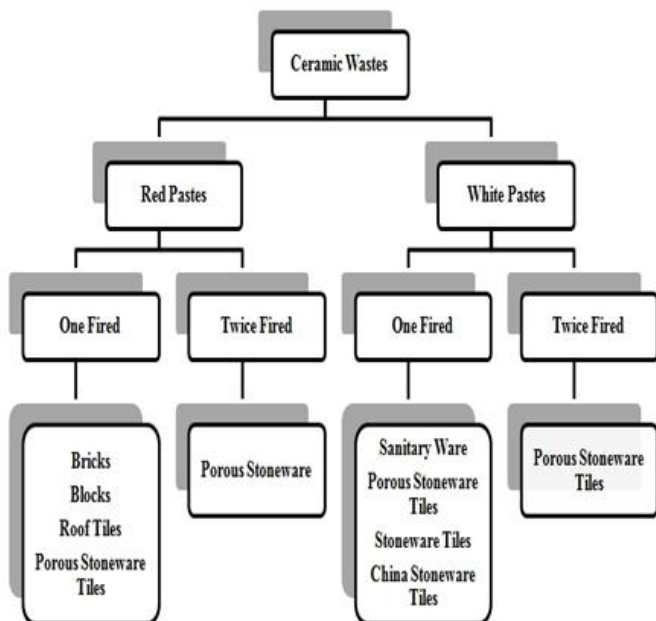 Ceramic Wastes
Red Pastes
White Pastes
One Fired
Twice Fired
One Fired
Twice Fired
Bricks
Blocks
Roof Tiles
Porous Stoneware
Tiles
Porous Stoneware
Sanitary Ware
Porous Stoneware
Tiles
Stoneware Tiles
China Stoneware
Tiles
Porous Stoneware
Tiles